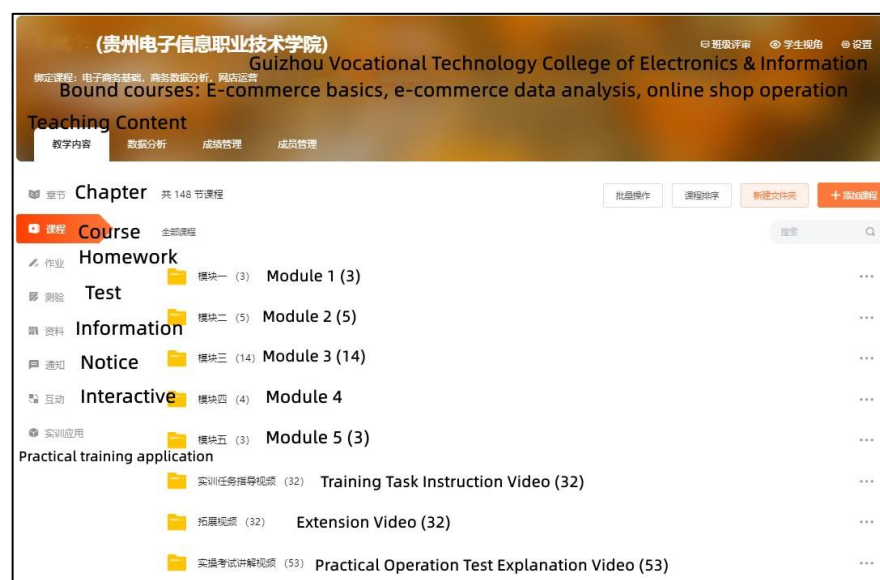 (贵州电子信息职业技术学院)
班级评审 学生视角 设置
Guizhou Vocational Technology College of Electronics & Information
绑定课程：电子商务基础, 商务数据分析, 网店运营
Bound courses: E-commerce basics, e-commerce data analysis, online shop operation
Teaching Content
教学内容 数据分析 成绩管理 成员管理
章节 Chapter 共 148 节课程 批量操作 课程排序 新建文件夹 + 添加课程
课程 Course 全部课程 搜索
作业 Homework
模块一 (3) Module 1 (3)
测验 Test
模块二 (5) Module 2 (5)
资料 Information
模块三 (14) Module 3 (14)
通知 Notice
互动 Interactive 模块四 (4) Module 4
实训应用
模块五 (3) Module 5 (3)
Practical training application
实训任务指导视频 (32) Training Task Instruction Video (32)
拓展视频 (32) Extension Video (32)
实操考试讲解视频 (53) Practical Operation Test Explanation Video (53)